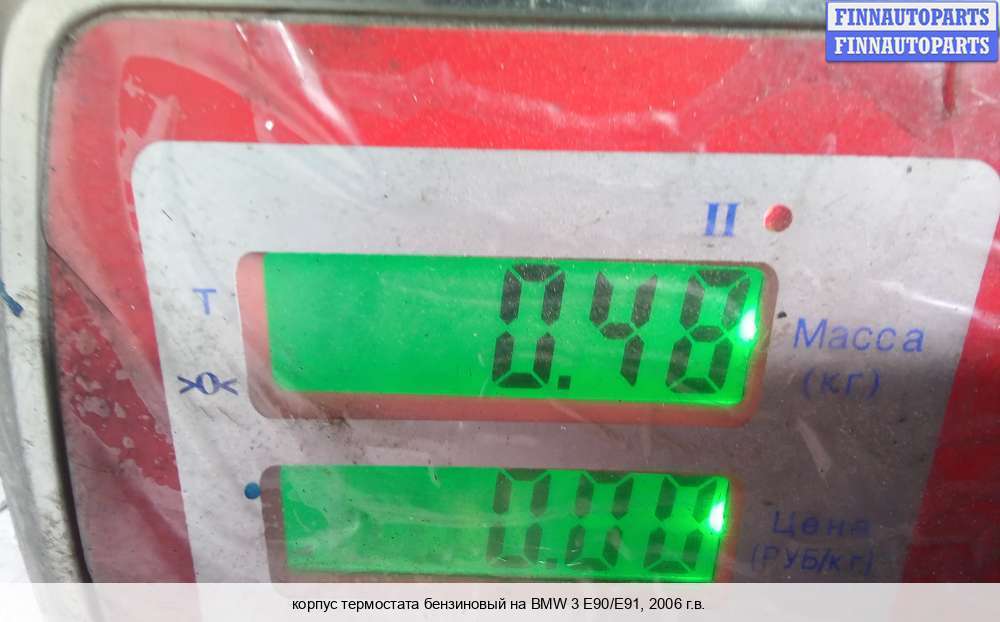 FINNAUTOPARTS
FINNAUTOPARTS
II
T
0.48
Масса
(кг)
>0<
0.00
Цена
(РУБ/кг)
корпус термостата бензиновый на BMW 3 E90/E91, 2006 г.в.